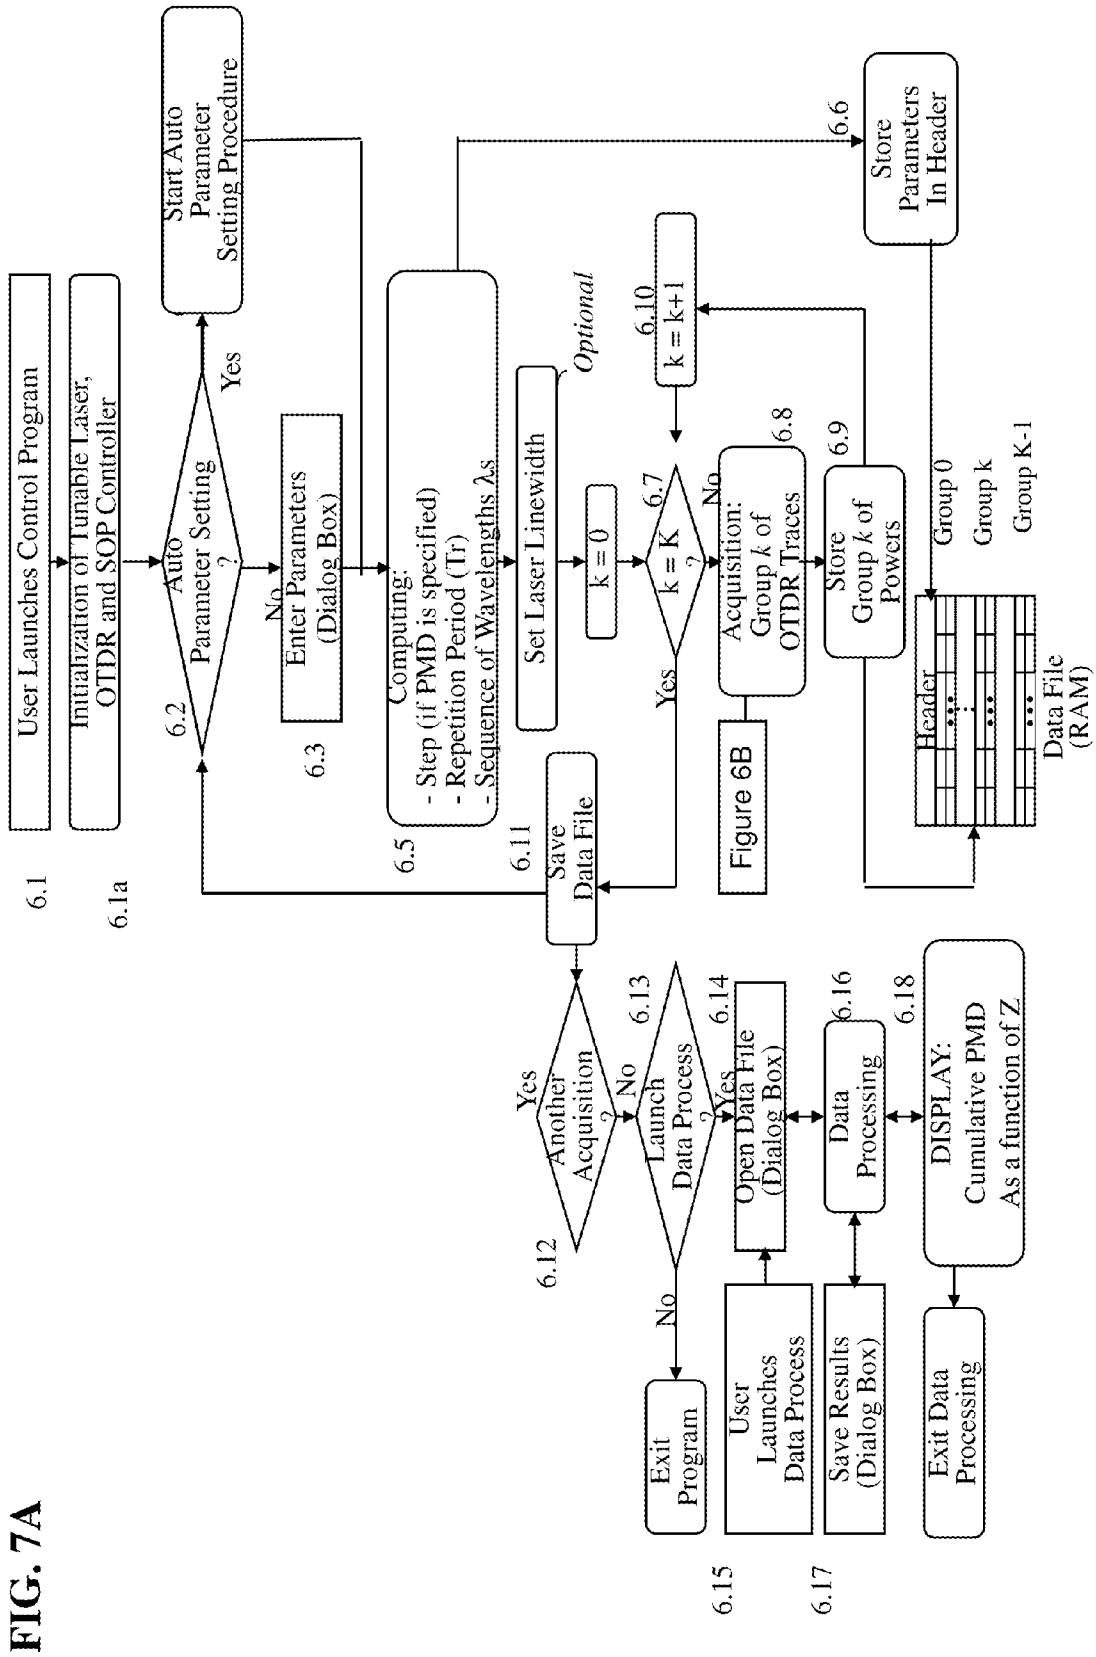 FIG. 7A
6.1
User Launches Control Program
6.1a
Initialization of Tunable Laser,
OTDR and SOP Controller
6.2
Auto
Parameter Setting
?
Yes
Start Auto
Parameter
Setting Procedure
No
6.3
Enter Parameters
(Dialog Box)
6.5
Computing:
- Step (if PMD is specified)
- Repetition Period (Tr)
- Sequence of Wavelengths λs
Set Laser Linewidth
Optional
k = 0
6.7
k = K
?
Yes
No
6.10
k = k+1
6.8
Acquisition:
Group k of
OTDR Traces
Figure 6B
6.9
Store
Group k of
Powers
6.6
Store
Parameters
In Header
Header
Group 0
Group k
Group K-1
Data File
(RAM)
6.11
Save
Data File
6.12
Another
Acquisition
?
Yes
No
6.13
Launch
Data Process
?
No
Yes
Exit
Program
6.14
Open Data File
(Dialog Box)
6.15
User
Launches
Data Process
6.16
Data
Processing
6.17
Save Results
(Dialog Box)
6.18
DISPLAY:
Cumulative PMD
As a function of Z
Exit Data
Processing